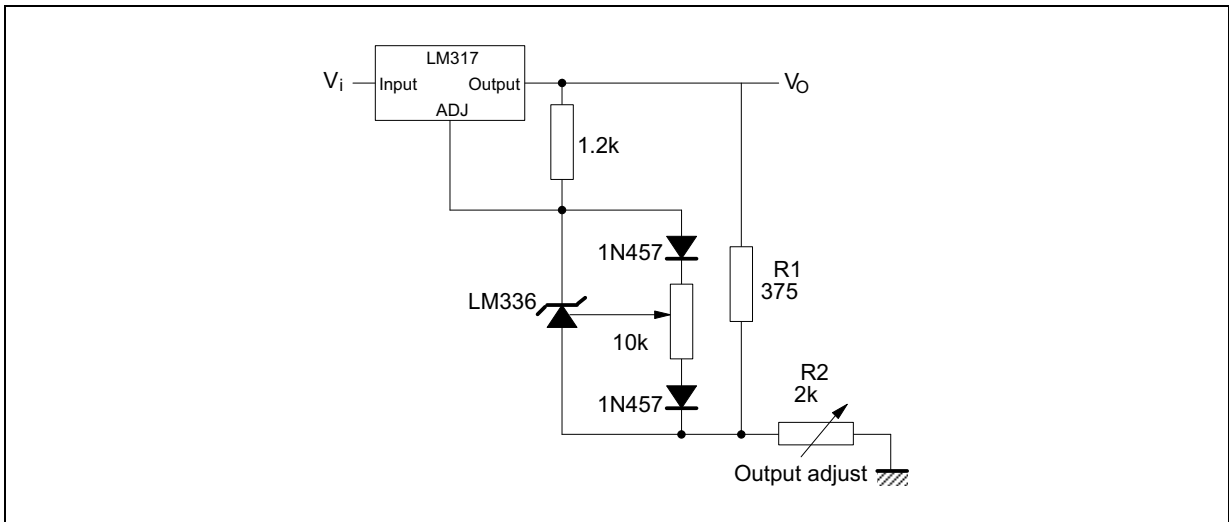 LM317
Vi
Input
Output
VO
ADJ
1.2k
1N457
R1
375
LM336
10k
R2
2k
1N457
Output adjust